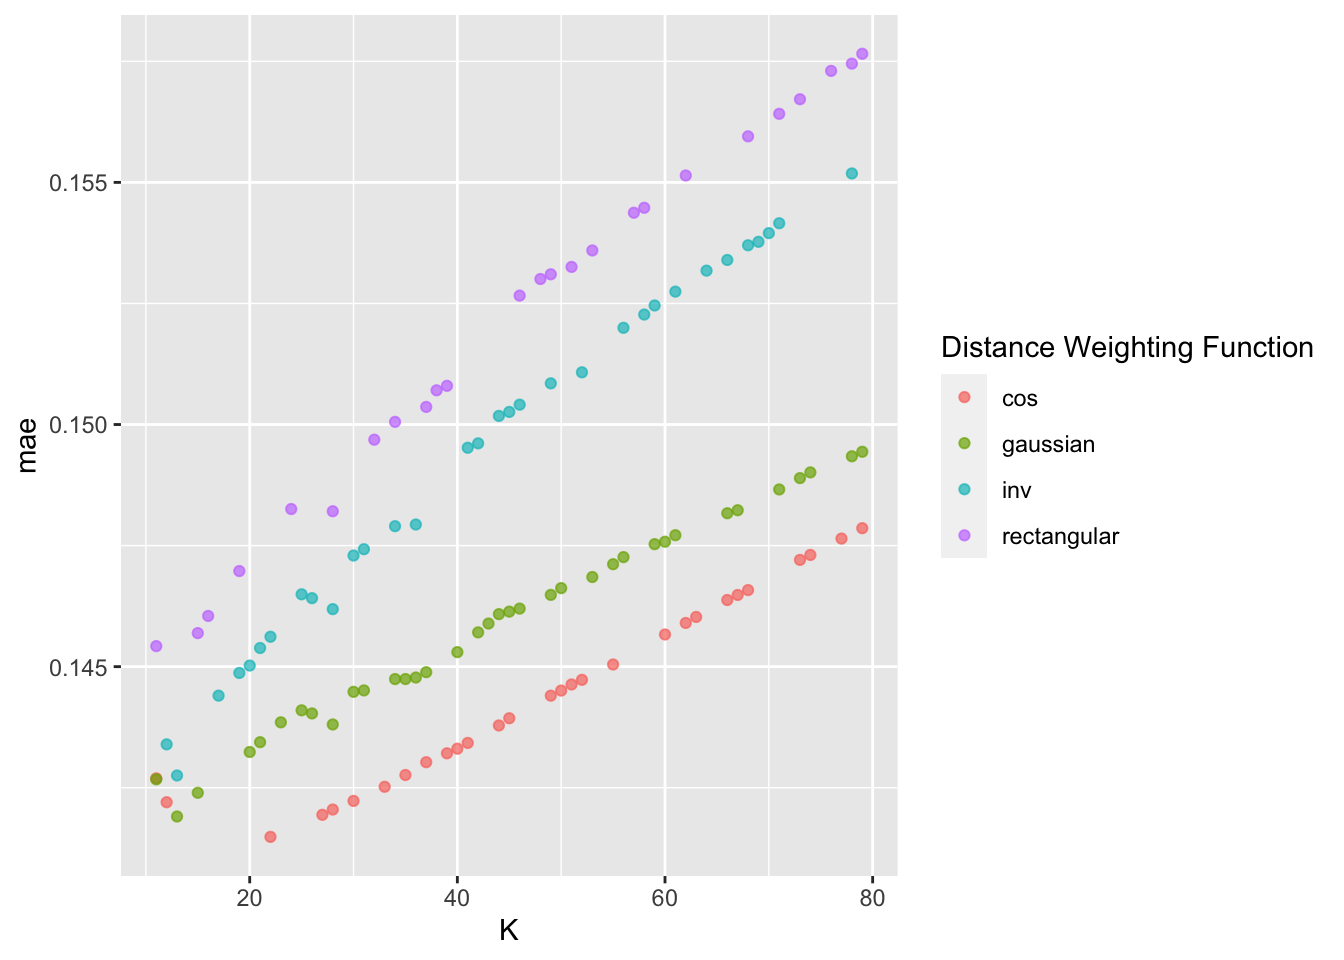 0.155
0.150
0.145
mae
20 40 60 80
K
Distance Weighting Function
cos
gaussian
inv
rectangular